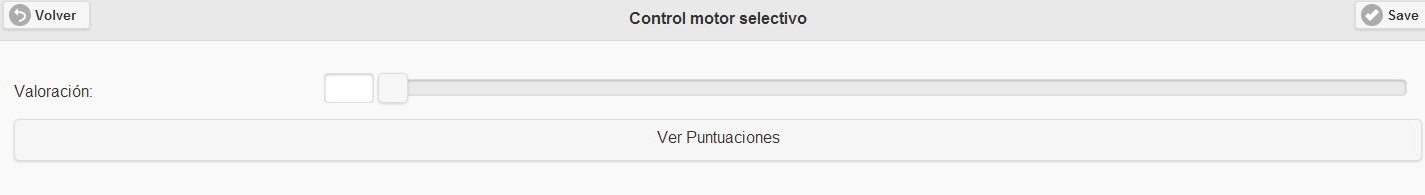 Volver
Control motor selectivo
Save
Valoración:
Ver Puntuaciones